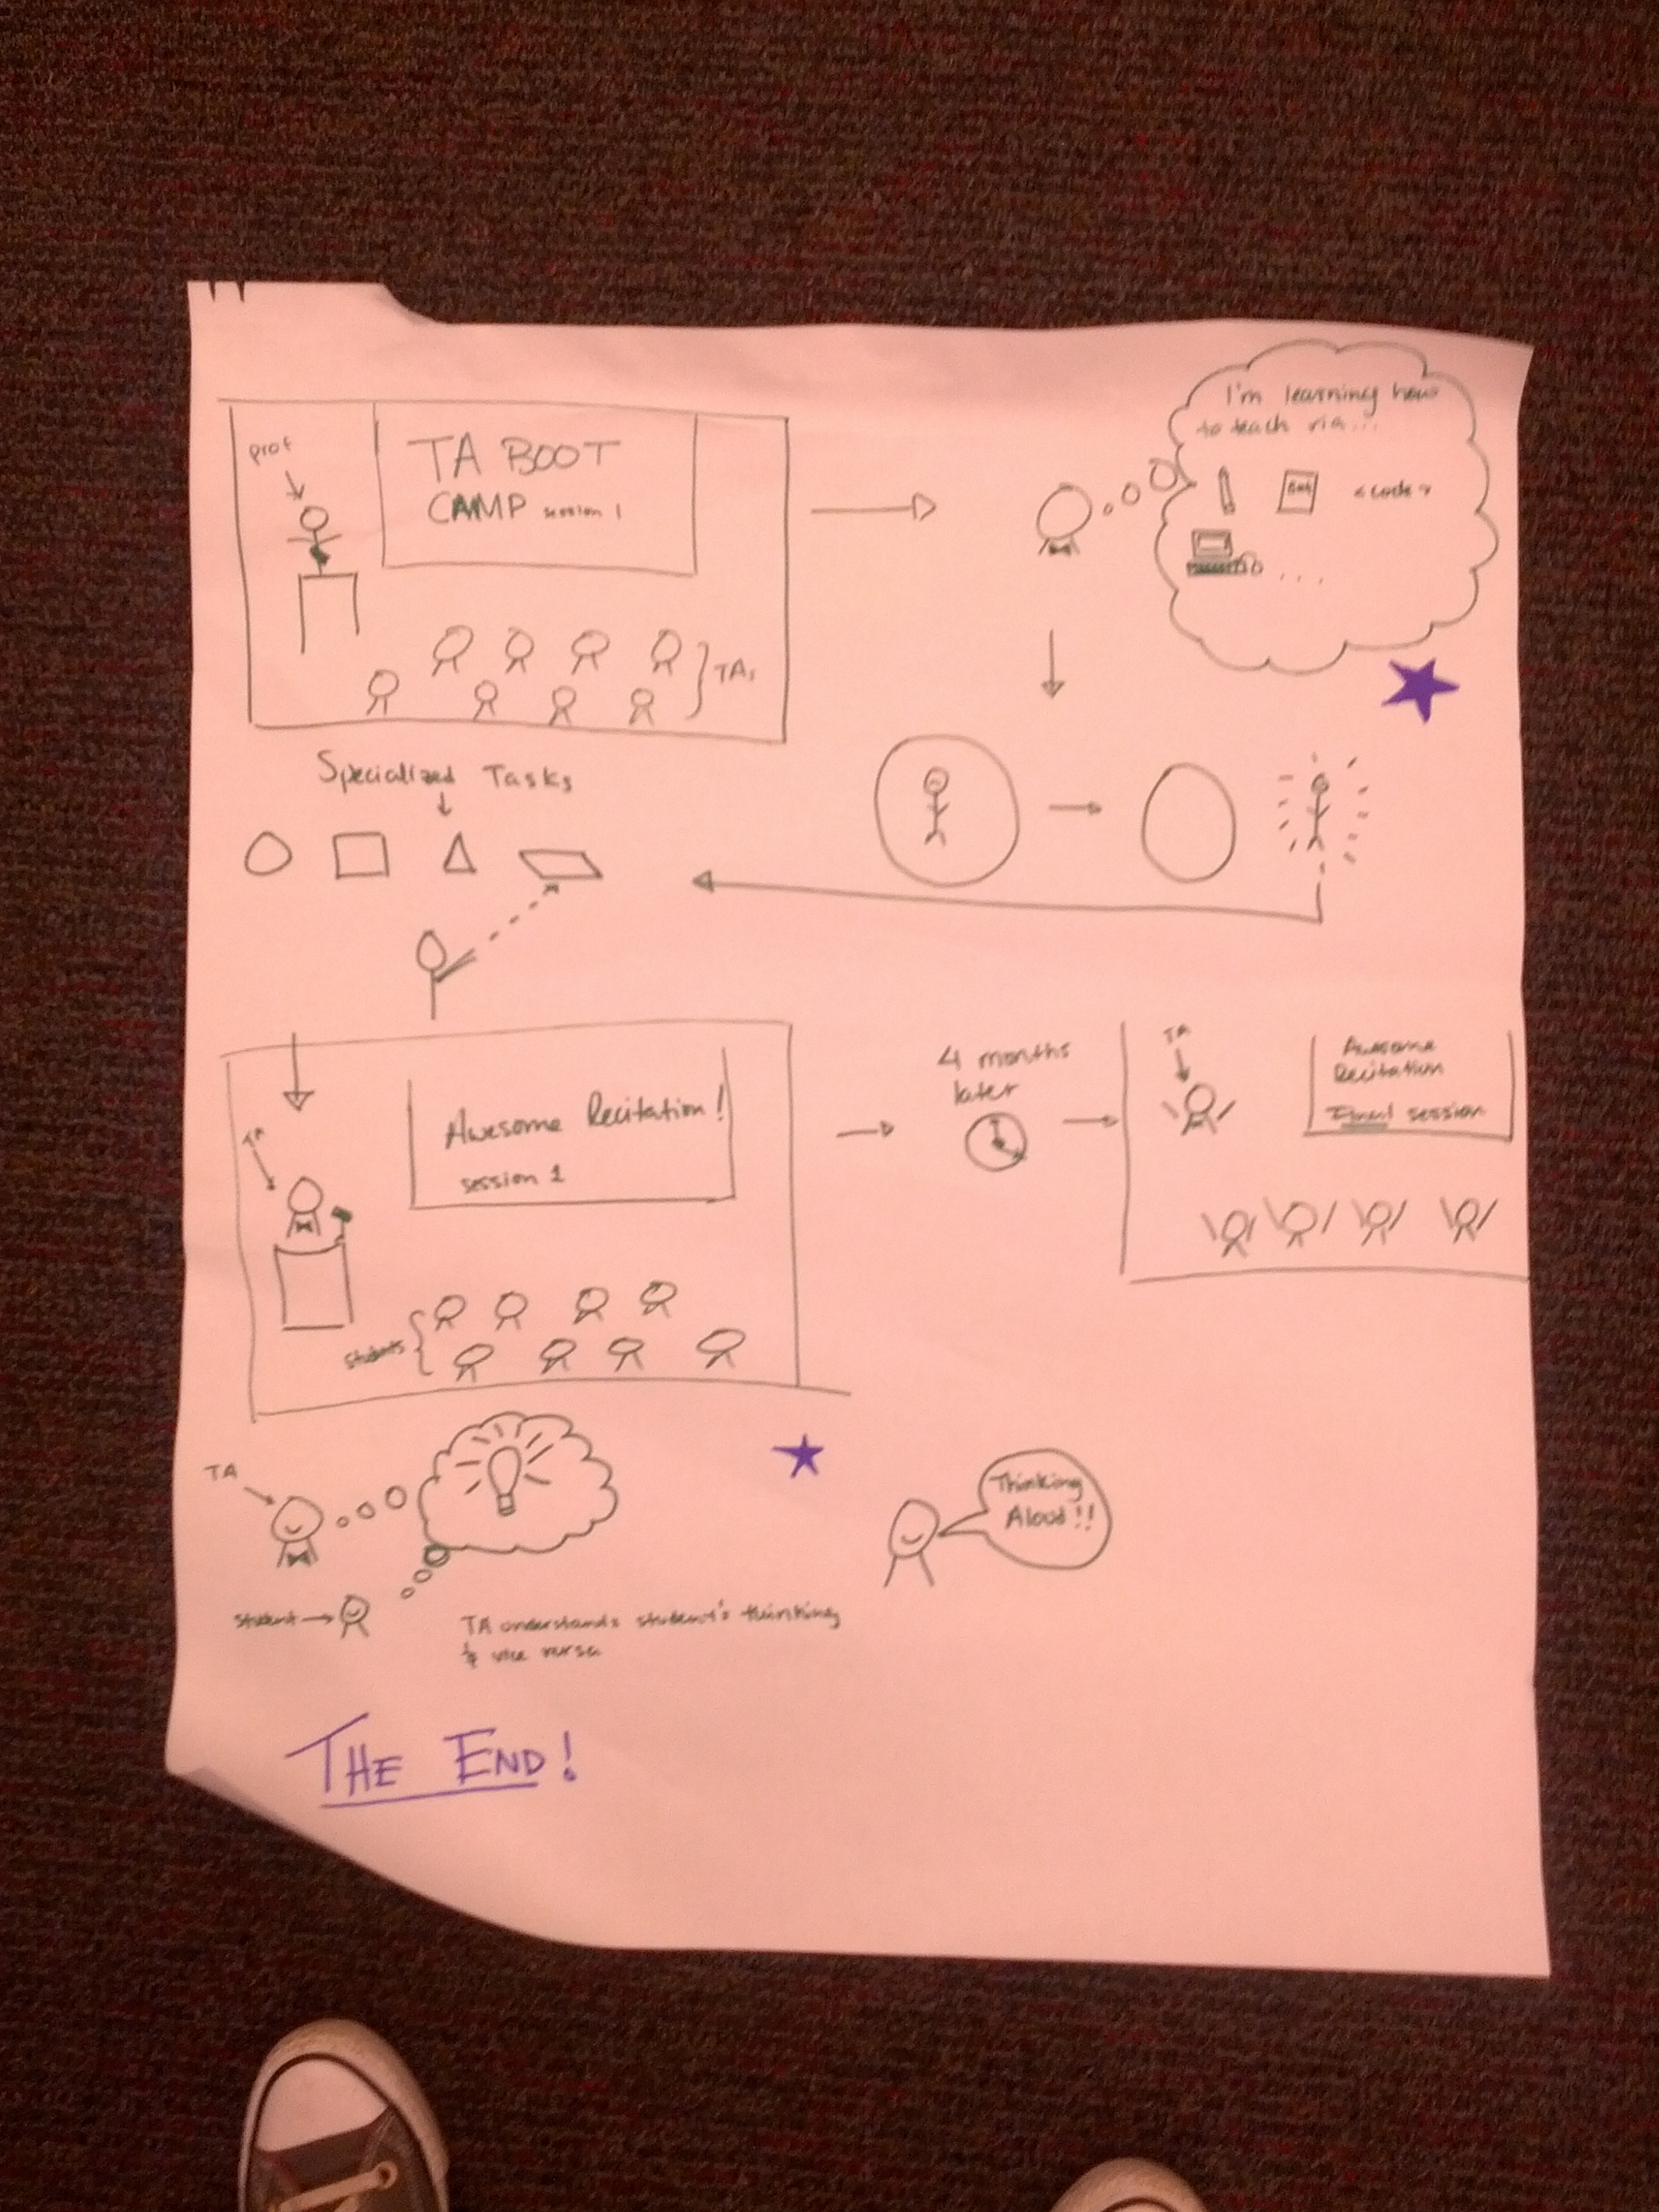 prof
TA BOOT
CAMP session 1
TAs
I'm learning how
to teach via...
Book
<code>
...
Specialized Tasks
TA
Awesome Recitation!
session 1
students
4 months
later
TA
Awesome
Recitation
Final session
TA
student
TA understands student's thinking
& vice versa
Thinking
Aloud!!
THE END!